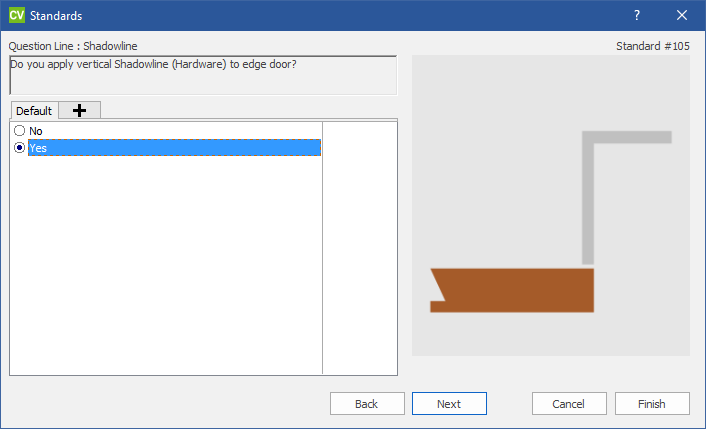 CV Standards ?
Question Line : Shadowline Standard #105
Do you apply vertical Shadowline (Hardware) to edge door?
Default
No
Yes
Back Next Cancel Finish